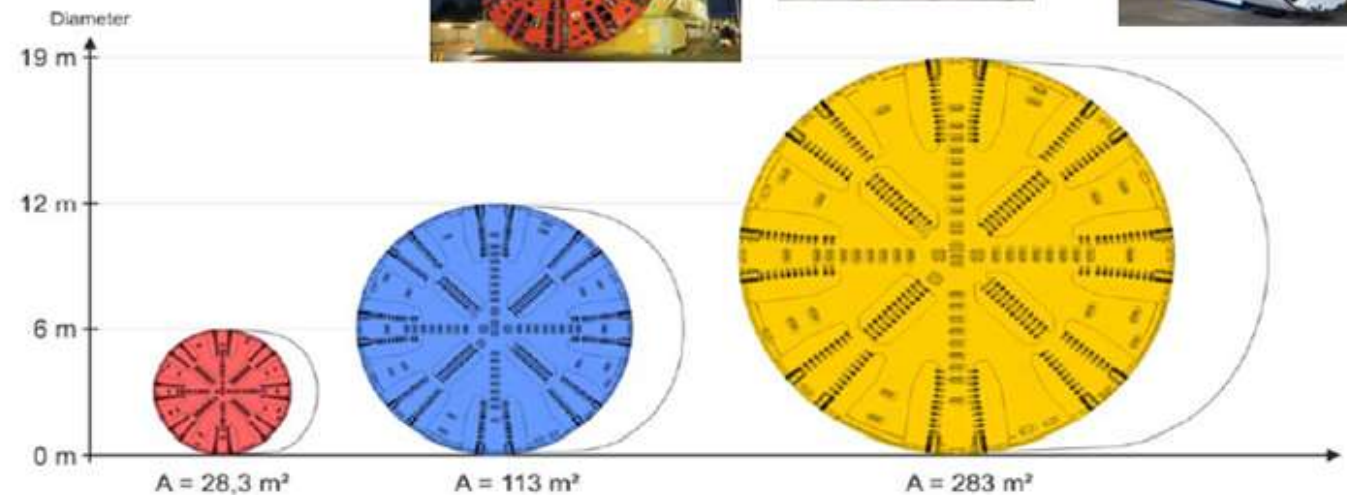 Diameter
19 m
12 m
6 m
0 m
A = 28,3 m²
A = 113 m²
A = 283 m²